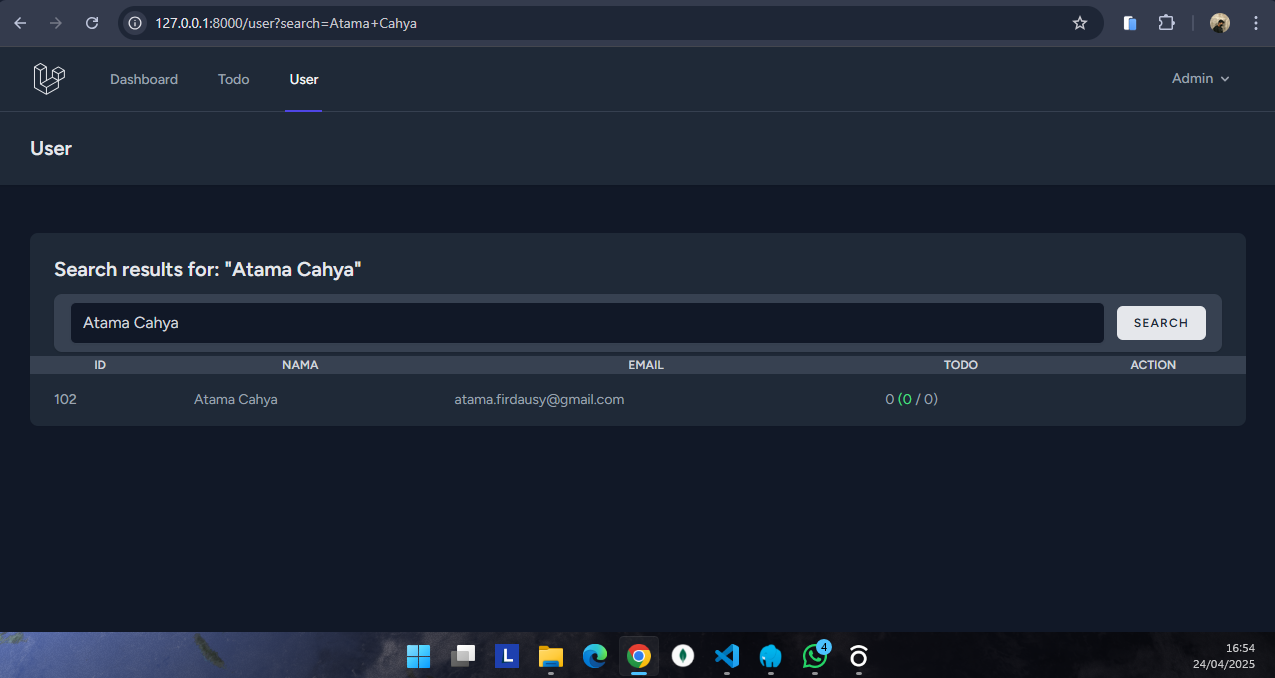 127.0.0.1:8000/user?search=Atama+Cahya
Dashboard Todo User Admin
User
Search results for: "Atama Cahya"
Atama Cahya SEARCH
ID NAMA EMAIL TODO ACTION
102 Atama Cahya atama.firdausy@gmail.com 0 (0 / 0)
L 4 16:54
24/04/2025